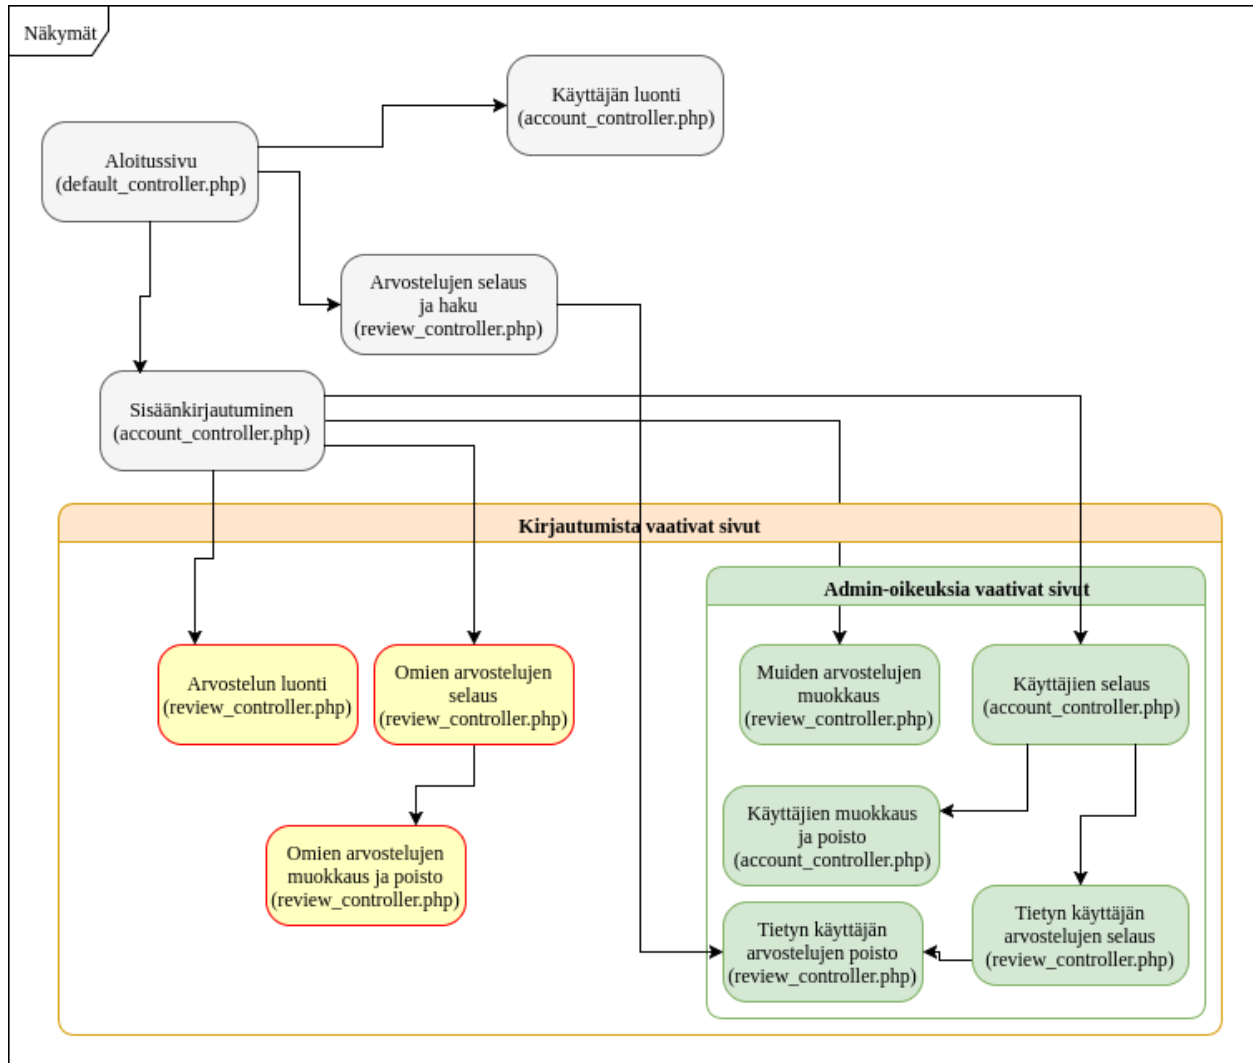 Näkymät
Käyttäjän luonti
(account_controller.php)
Aloitussivu
(default_controller.php)
Arvostelujen selaus
ja haku
(review_controller.php)
Sisäänkirjautuminen
(account_controller.php)
Kirjautumista vaativat sivut
Admin-oikeuksia vaativat sivut
Arvostelun luonti
(review_controller.php)
Omien arvostelujen
selaus
(review_controller.php)
Muiden arvostelujen
muokkaus
(review_controller.php)
Käyttäjien selaus
(account_controller.php)
Omien arvostelujen
muokkaus ja poisto
(review_controller.php)
Käyttäjien muokkaus
ja poisto
(account_controller.php)
Tietyn käyttäjän
arvostelujen poisto
(review_controller.php)
Tietyn käyttäjän
arvostelujen selaus
(review_controller.php)